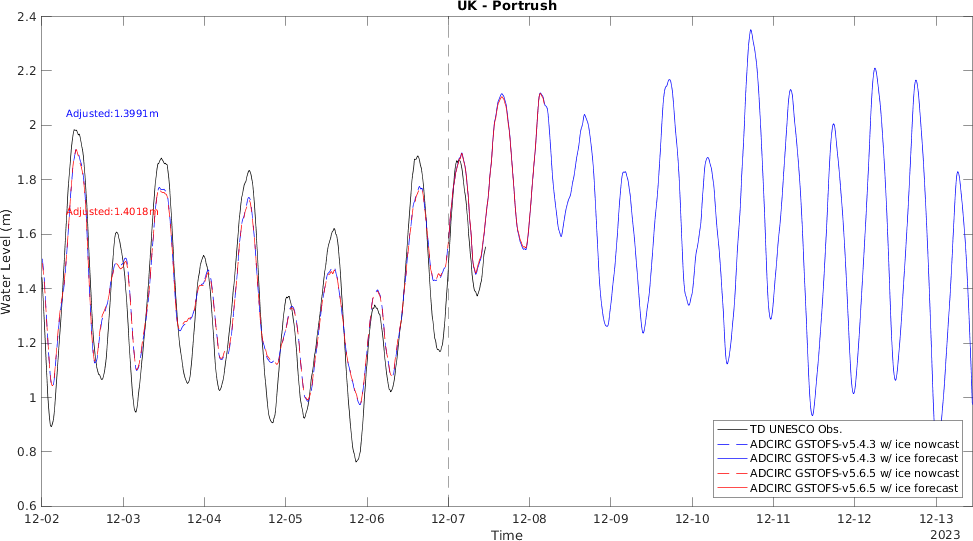 UK - Portrush
2.4
2.2
2
1.8
1.6
1.4
1.2
1
0.8
0.6
Water Level (m)
Adjusted:1.3991m
Adjusted:1.4018m
TD UNESCO Obs.
ADCIRC GSTOFS-v5.4.3 w/ ice nowcast
ADCIRC GSTOFS-v5.4.3 w/ ice forecast
ADCIRC GSTOFS-v5.6.5 w/ ice nowcast
ADCIRC GSTOFS-v5.6.5 w/ ice forecast
12-02 12-03 12-04 12-05 12-06 12-07 12-08 12-09 12-10 12-11 12-12 12-13
2023
Time